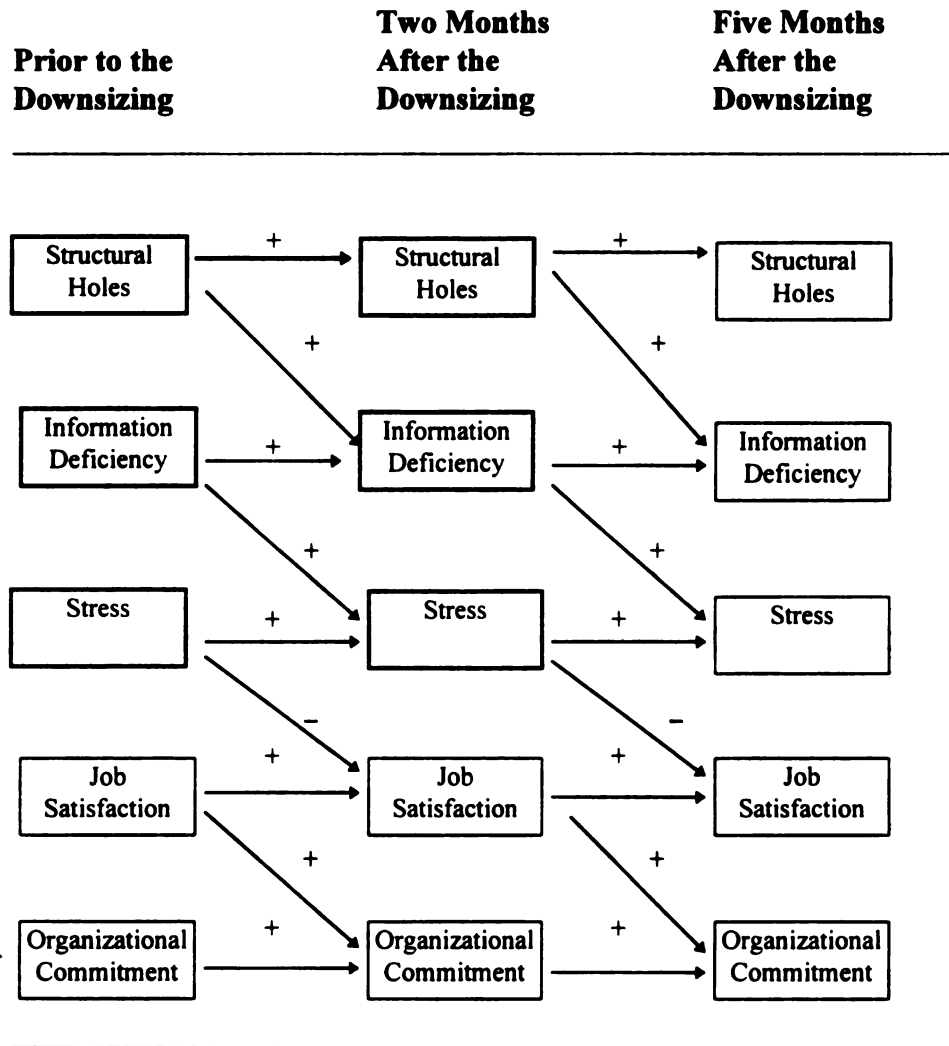 Prior to the
Downsizing
Two Months
After the
Downsizing
Five Months
After the
Downsizing
Structural
Holes
+
Structural
Holes
+
Structural
Holes
+
+
Information
Deficiency
+
Information
Deficiency
+
Information
Deficiency
+
+
Stress
+
Stress
+
Stress
−
−
Job
Satisfaction
+
Job
Satisfaction
+
Job
Satisfaction
+
+
Organizational
Commitment
+
Organizational
Commitment
+
Organizational
Commitment